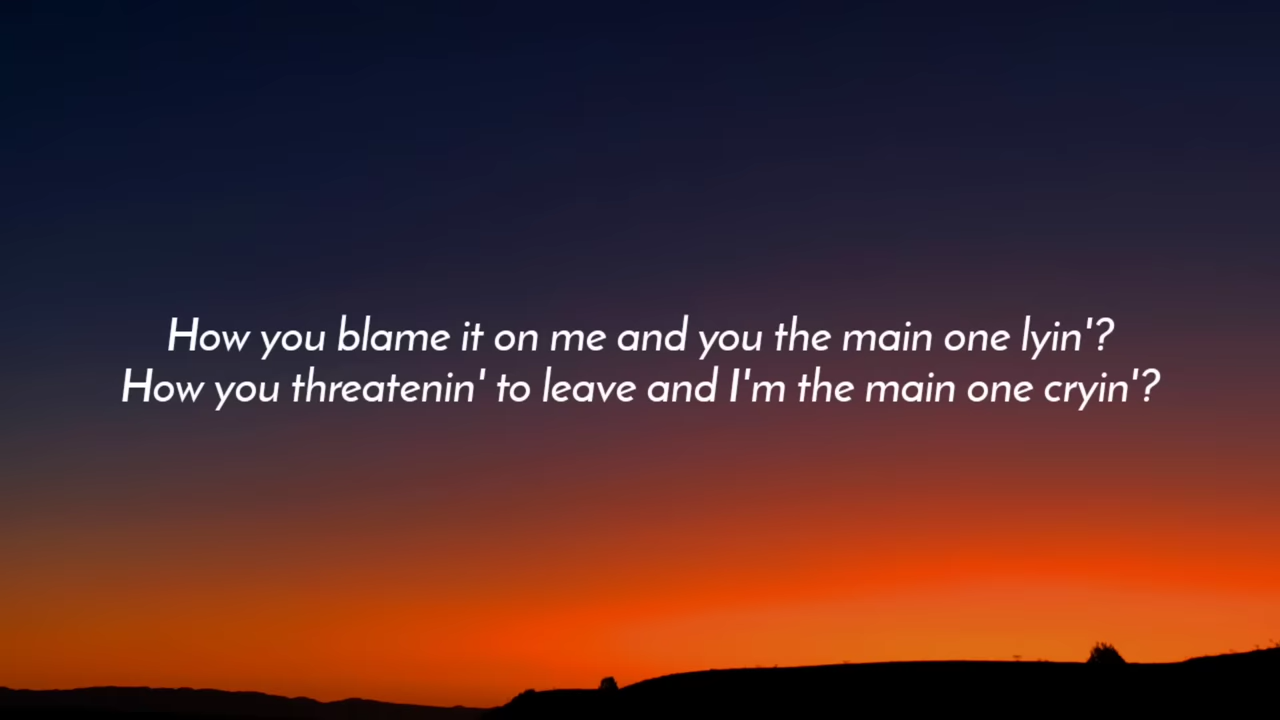 How you blame it on me and you the main one lyin'?
How you threatenin' to leave and I'm the main one cryin'?